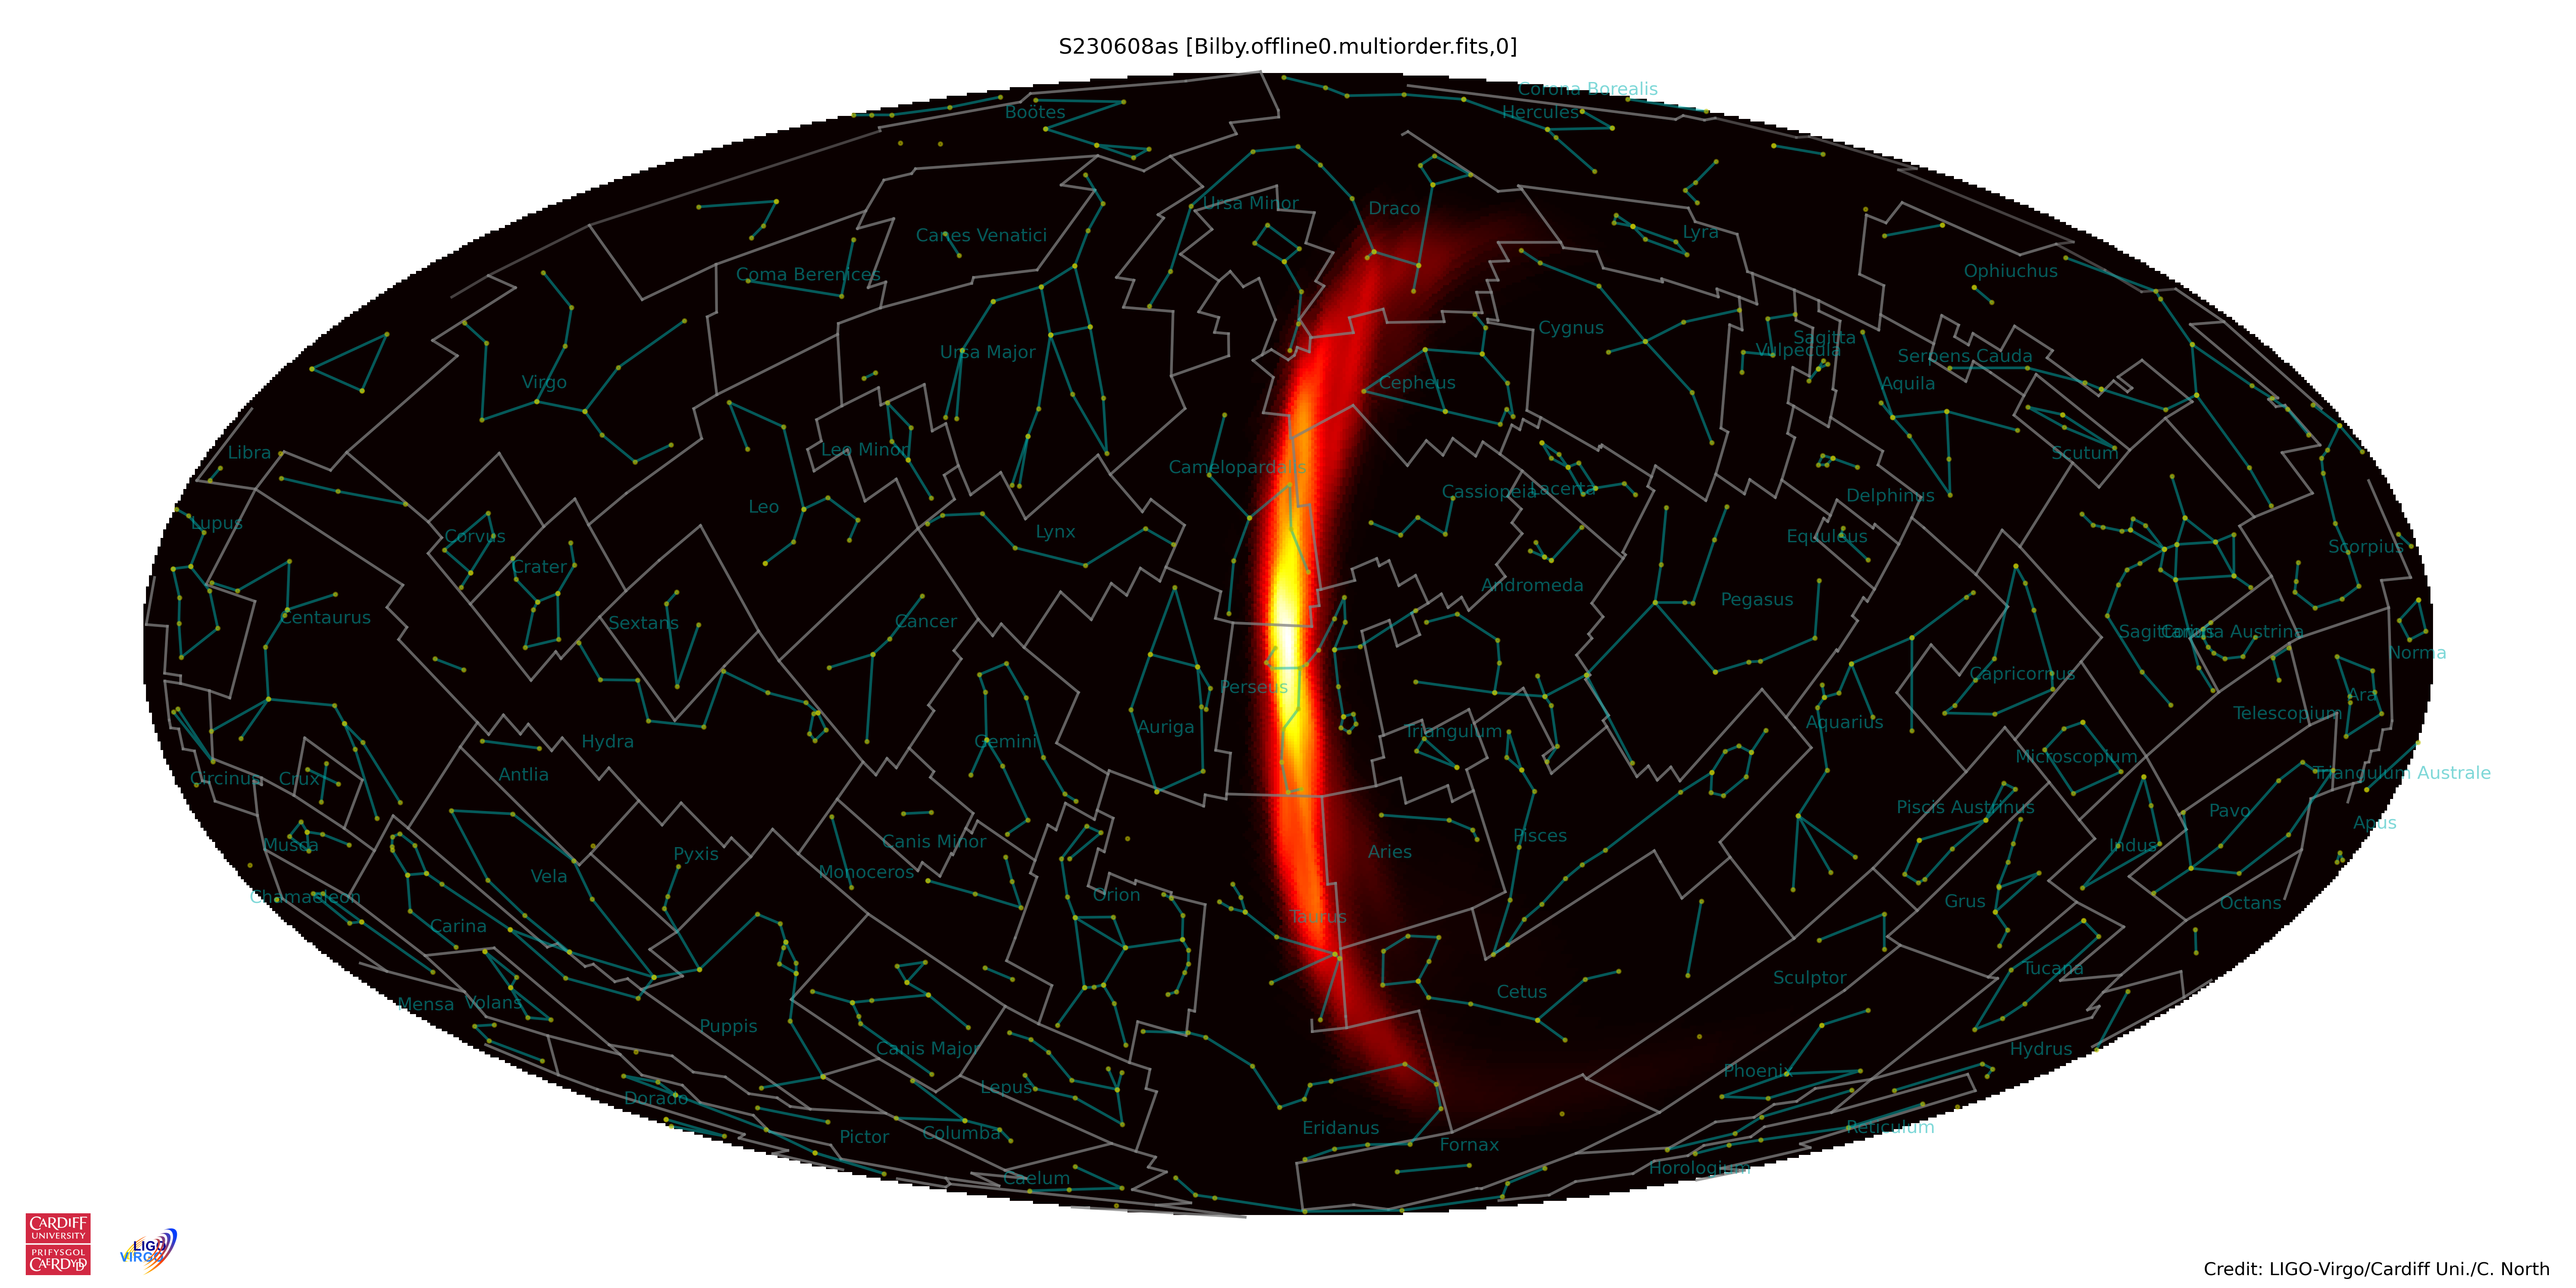 S230608as [Bilby.offline0.multiorder.fits,0]
Corona Borealis
Boötes
Hercules
Ursa Minor
Draco
Canes Venatici
Lyra
Coma Berenices
Ophiuchus
Cygnus
Sagitta
Ursa Major
Vulpecula
Serpens Cauda
Virgo
Cepheus
Aquila
Libra
Leo Minor
Scutum
Camelopardalis
Cassiopeia
Lacerta
Delphinus
Leo
Lupus
Lynx
Corvus
Equuleus
Scorpius
Crater
Andromeda
Pegasus
Centaurus
Sextans
Cancer
Sagittarius
Corona Austrina
Norma
Capricornus
Perseus
Ara
Telescopium
Auriga
Triangulum
Aquarius
Hydra
Gemini
Microscopium
Circinus
Crux
Antlia
Triangulum Australe
Piscis Austrinus
Pavo
Apus
Musca
Canis Minor
Pisces
Indus
Pyxis
Aries
Vela
Monoceros
Chamaeleon
Orion
Grus
Octans
Taurus
Carina
Tucana
Sculptor
Cetus
Mensa
Volans
Puppis
Canis Major
Hydrus
Phoenix
Lepus
Dorado
Eridanus
Reticulum
Pictor
Columba
Fornax
Horologium
Caelum
CARDIFF
UNIVERSITY
PRIFYSGOL
CAERDYDD
LIGO
VIRGO
Credit: LIGO-Virgo/Cardiff Uni./C. North